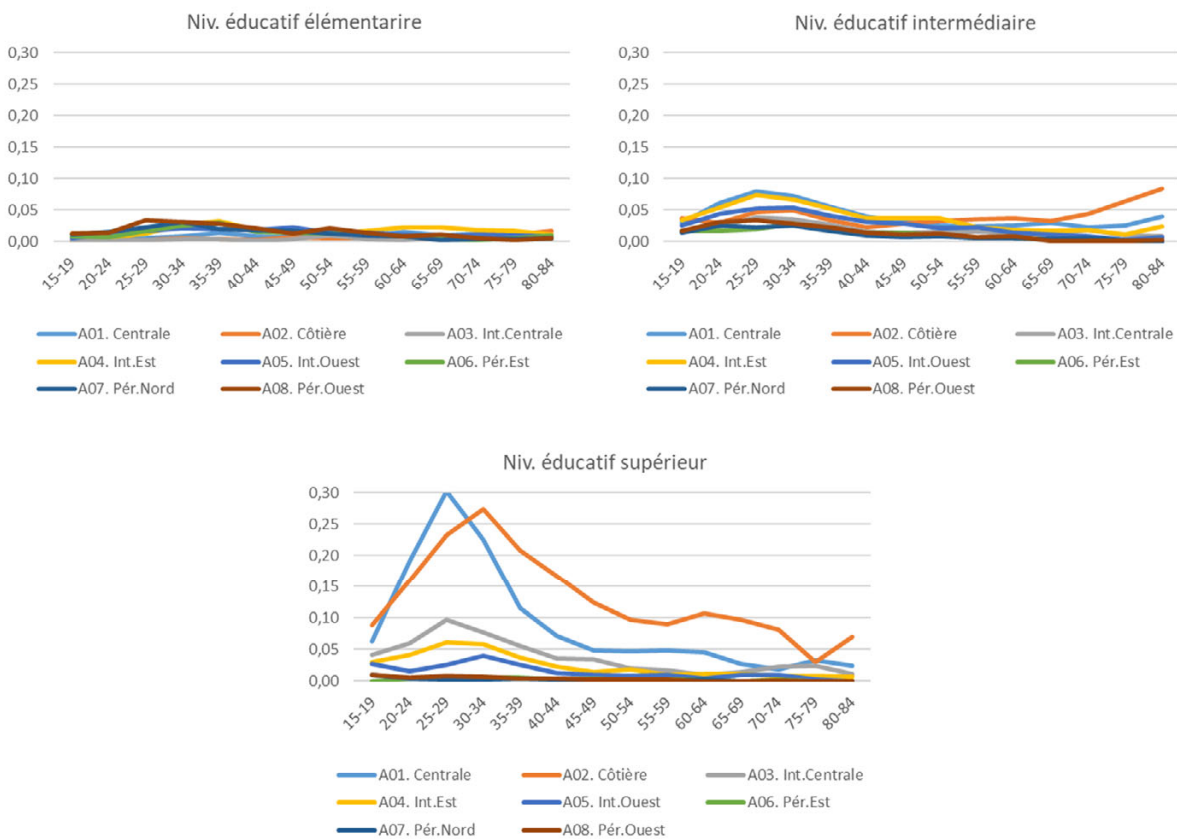 Niv. éducatif élémentarire
0,30
0,25
0,20
0,15
0,10
0,05
0,00
15-19 20-24 25-29 30-34 35-39 40-44 45-49 50-54 55-59 60-64 65-69 70-74 75-79 80-84
A01. Centrale A02. Côtière A03. Int.Centrale
A04. Int.Est A05. Int.Ouest A06. Pér.Est
A07. Pér.Nord A08. Pér.Ouest
Niv. éducatif intermédiaire
0,30
0,25
0,20
0,15
0,10
0,05
0,00
15-19 20-24 25-29 30-34 35-39 40-44 45-49 50-54 55-59 60-64 65-69 70-74 75-79 80-84
A01. Centrale A02. Côtière A03. Int.Centrale
A04. Int.Est A05. Int.Ouest A06. Pér.Est
A07. Pér.Nord A08. Pér.Ouest
Niv. éducatif supérieur
0,30
0,25
0,20
0,15
0,10
0,05
0,00
15-19 20-24 25-29 30-34 35-39 40-44 45-49 50-54 55-59 60-64 65-69 70-74 75-79 80-84
A01. Centrale A02. Côtière A03. Int.Centrale
A04. Int.Est A05. Int.Ouest A06. Pér.Est
A07. Pér.Nord A08. Pér.Ouest